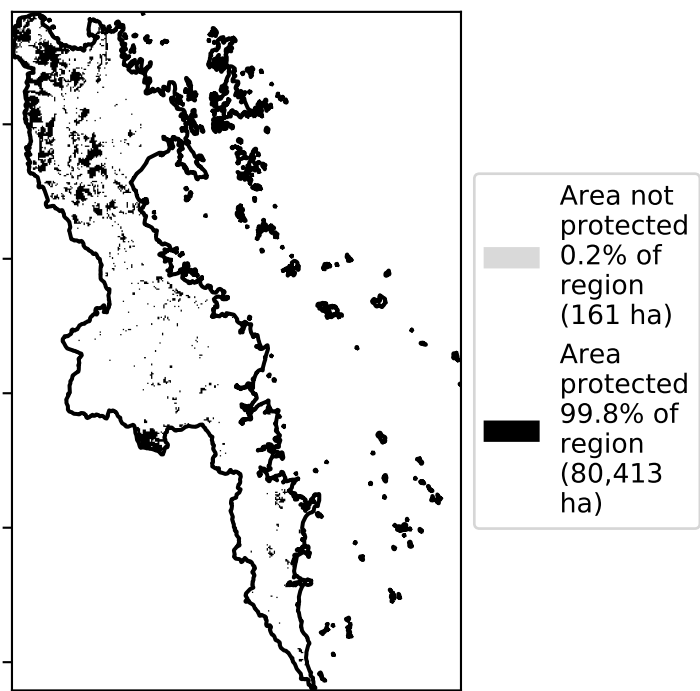 Area not
protected
0.2% of
region
(161 ha)
Area
protected
99.8% of
region
(80,413
ha)